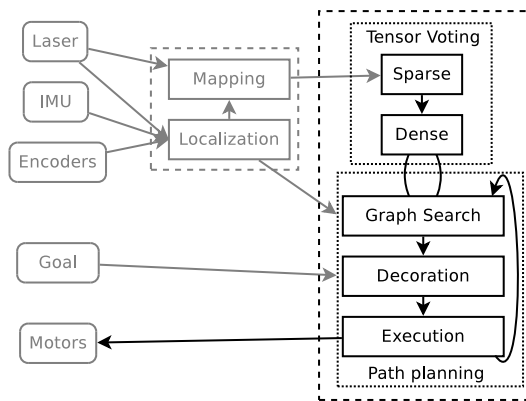 Laser
IMU
Encoders
Goal
Motors
Mapping
Localization
Tensor Voting
Sparse
Dense
Graph Search
Decoration
Execution
Path planning